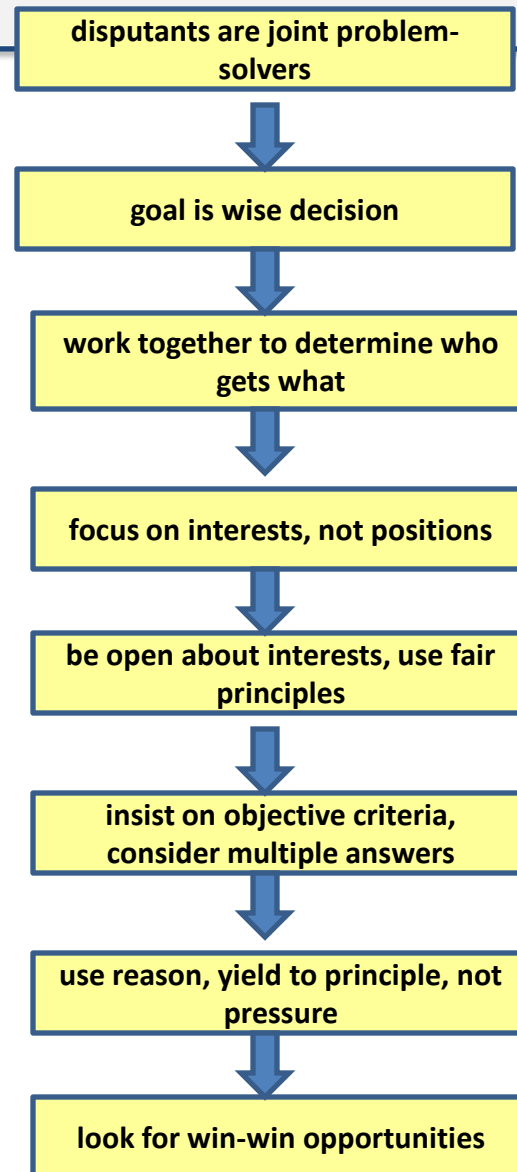 disputants are joint problem-
solvers
goal is wise decision
work together to determine who
gets what
focus on interests, not positions
be open about interests, use fair
principles
insist on objective criteria,
consider multiple answers
use reason, yield to principle, not
pressure
look for win-win opportunities